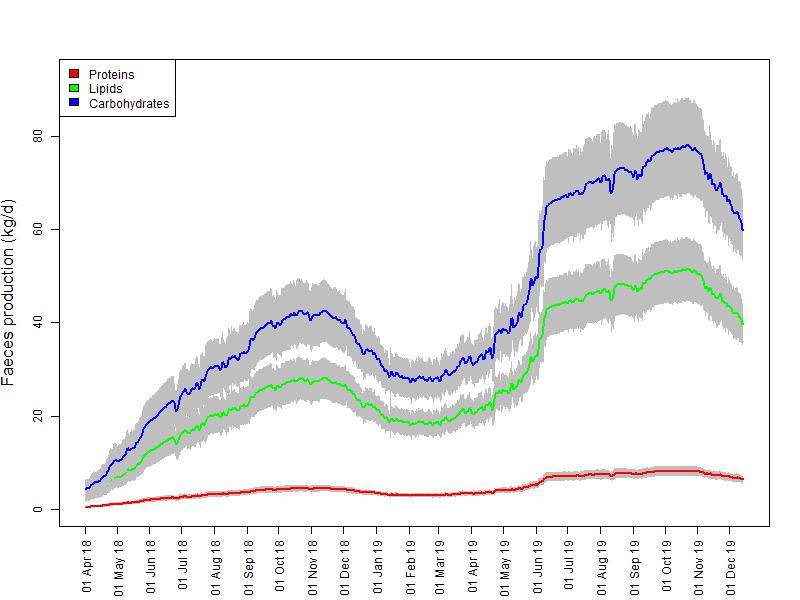 Proteins
Lipids
Carbohydrates
Faeces production (kg/d)
80
60
40
20
0
01 Apr 18
01 May 18
01 Jun 18
01 Jul 18
01 Aug 18
01 Sep 18
01 Oct 18
01 Nov 18
01 Dec 18
01 Jan 19
01 Feb 19
01 Mar 19
01 Apr 19
01 May 19
01 Jun 19
01 Jul 19
01 Aug 19
01 Sep 19
01 Oct 19
01 Nov 19
01 Dec 19